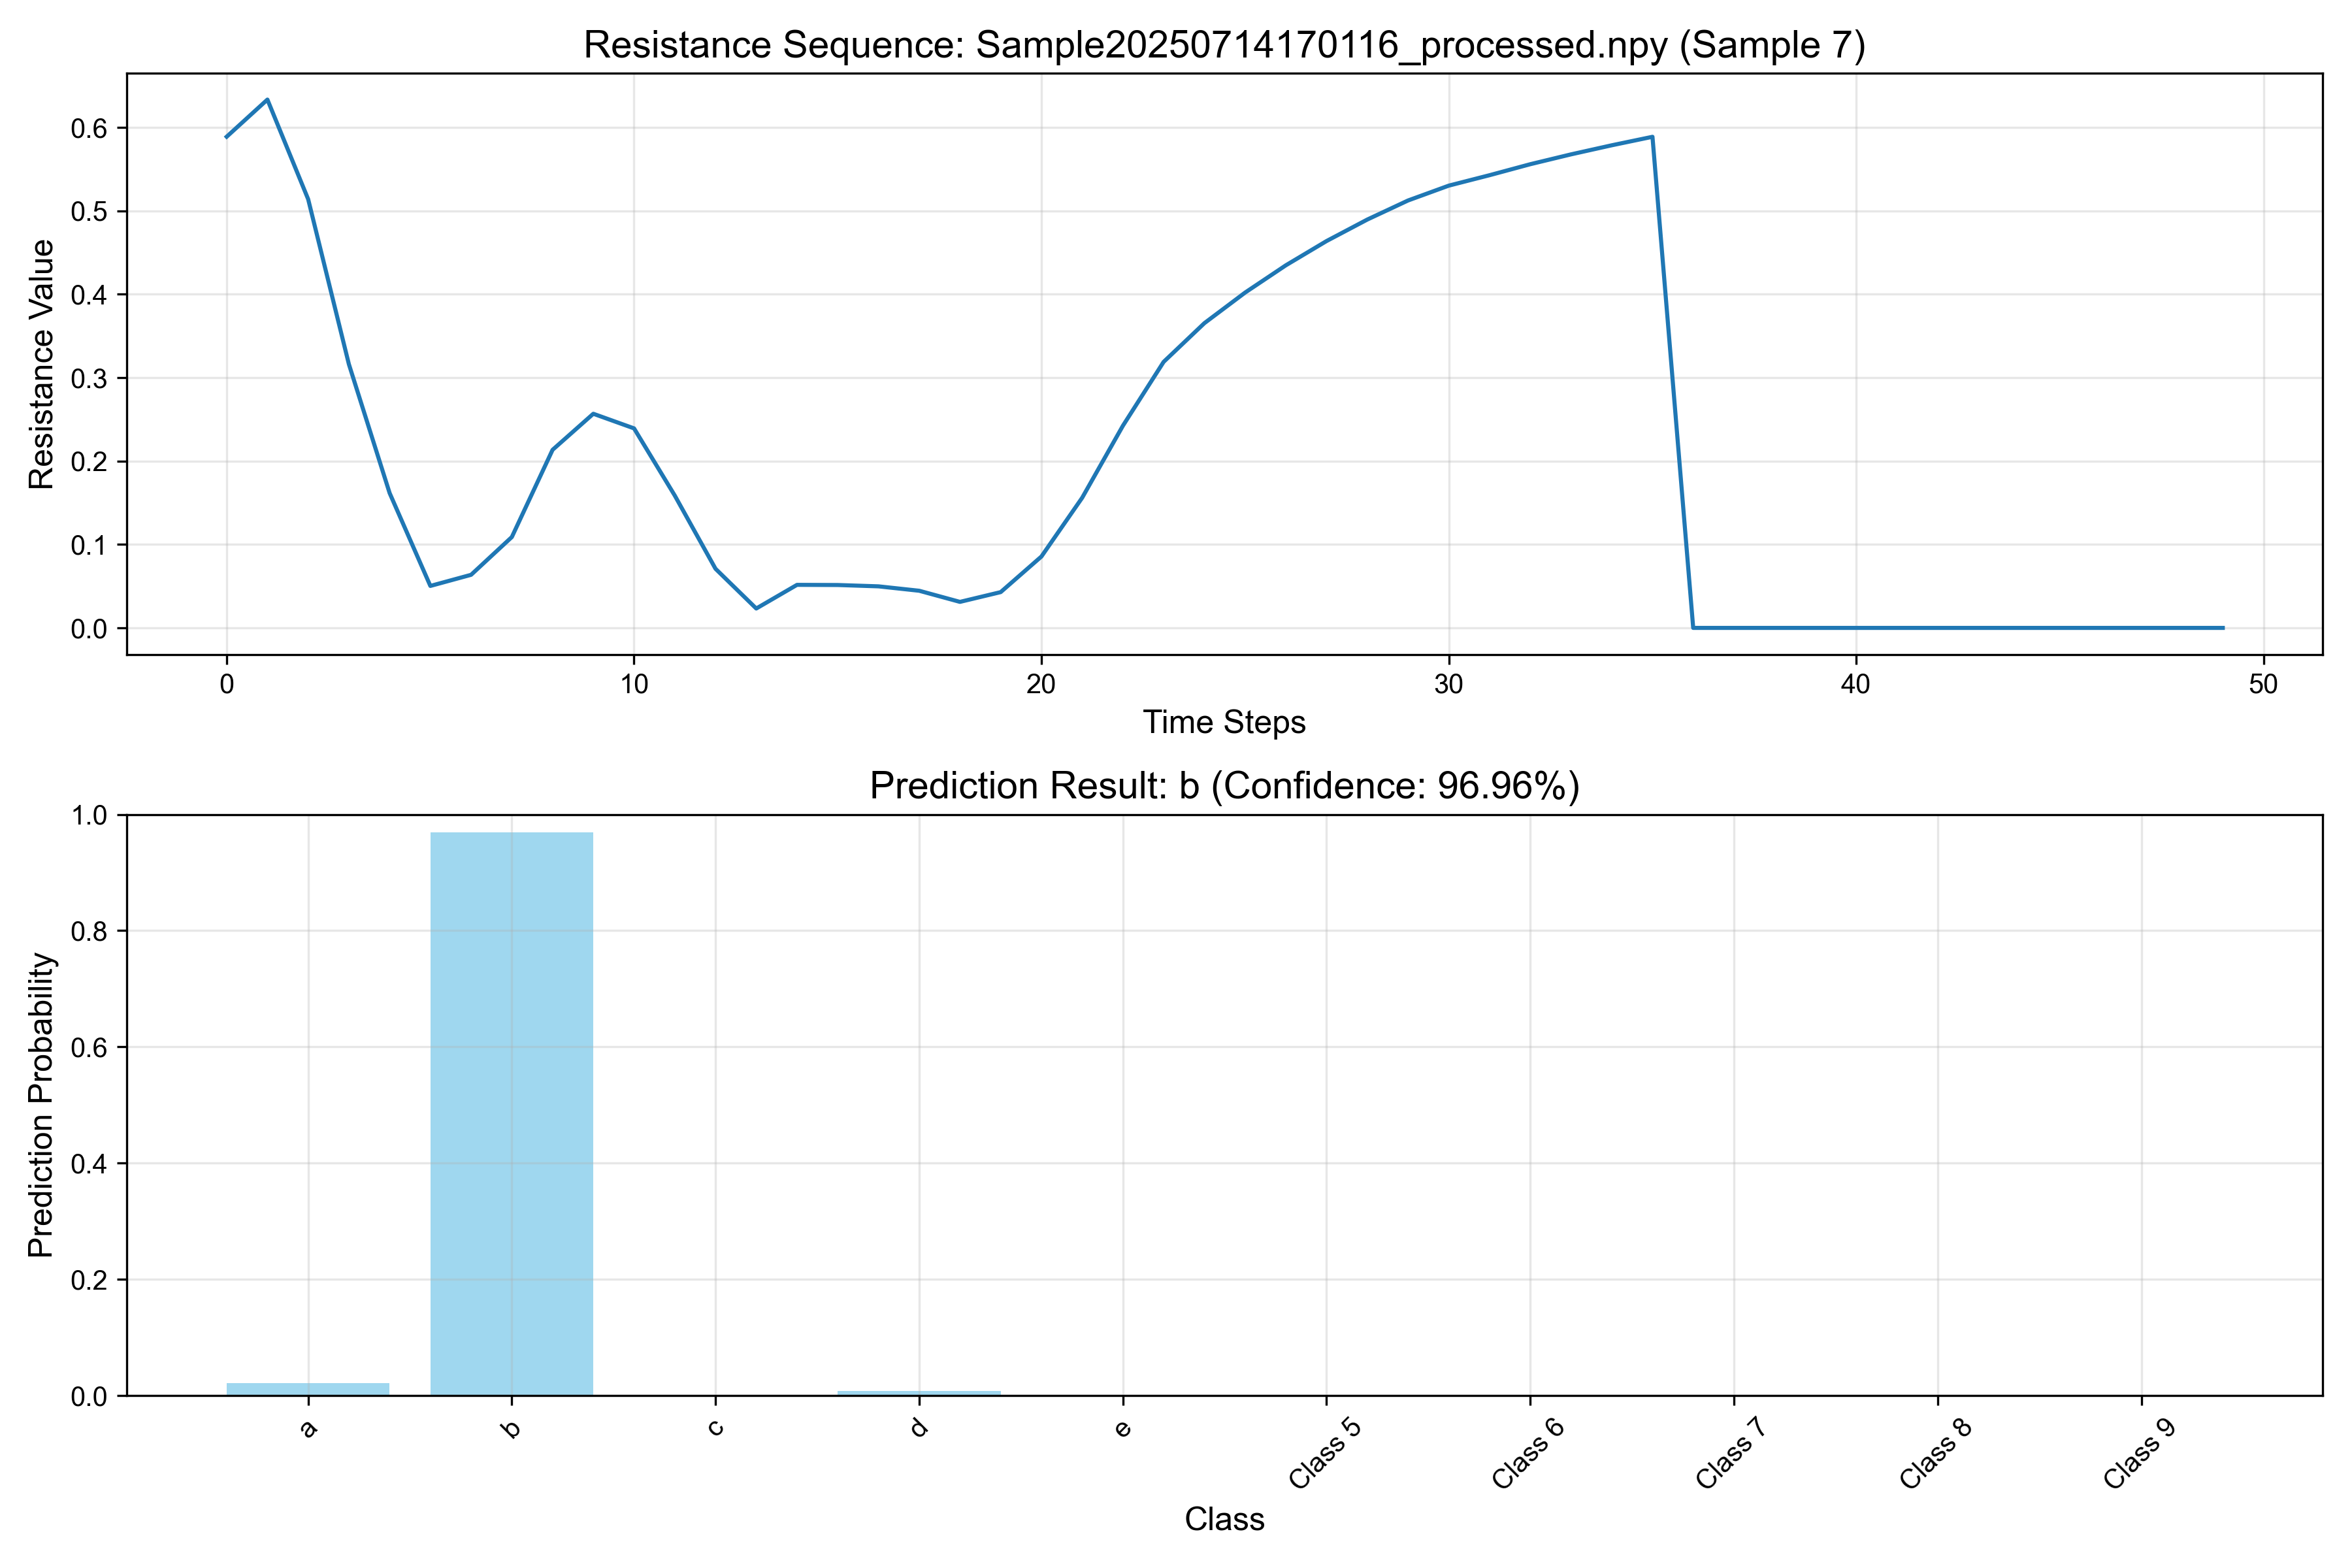 Resistance Sequence: Sample20250714170116_processed.npy (Sample 7)
Resistance Value
0.6
0.5
0.4
0.3
0.2
0.1
0.0
0 10 20 30 40 50
Time Steps
Prediction Result: b (Confidence: 96.96%)
Prediction Probability
1.0
0.8
0.6
0.4
0.2
0.0
a b c d e Class 5 Class 6 Class 7 Class 8 Class 9
Class